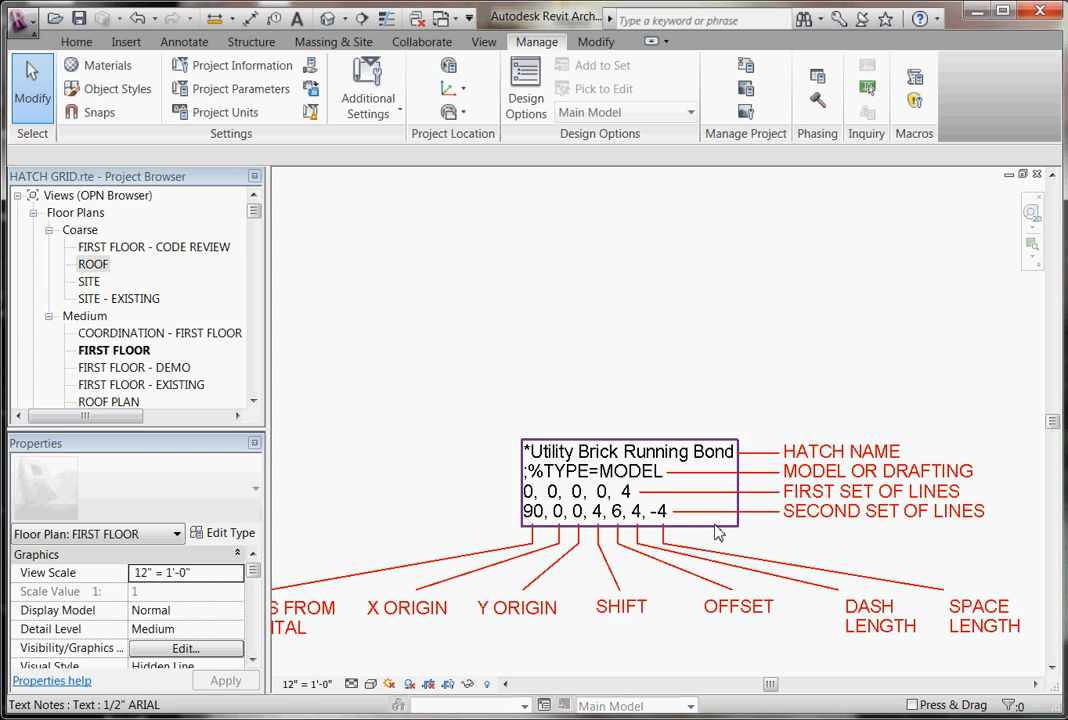 Autodesk Revit Arch...
Type a keyword or phrase
Home Insert Annotate Structure Massing & Site Collaborate View Manage Modify
Modify
Materials
Object Styles
Snaps
Project Information
Project Parameters
Project Units
Additional
Settings
Design
Options
Add to Set
Pick to Edit
Main Model
Select Settings Project Location Design Options Manage Project Phasing Inquiry Macros
HATCH GRID.rte - Project Browser
Views (OPN Browser)
Floor Plans
Coarse
FIRST FLOOR - CODE REVIEW
ROOF
SITE
SITE - EXISTING
Medium
COORDINATION - FIRST FLOOR
FIRST FLOOR
FIRST FLOOR - DEMO
FIRST FLOOR - EXISTING
ROOF PLAN
Properties
Floor Plan: FIRST FLOOR
Edit Type
Graphics
View Scale 12" = 1'-0"
Scale Value 1: 1
Display Model Normal
Detail Level Medium
Visibility/Graphics ... Edit...
Visual Style Hidden Line
Properties help Apply
*Utility Brick Running Bond HATCH NAME
;%TYPE=MODEL MODEL OR DRAFTING
0, 0, 0, 0, 4 FIRST SET OF LINES
90, 0, 0, 4, 6, 4, -4 SECOND SET OF LINES
S FROM
ITAL
X ORIGIN
Y ORIGIN
SHIFT
OFFSET
DASH
LENGTH
SPACE
LENGTH
12" = 1'-0"
Text Notes : Text : 1/2" ARIAL
Main Model
Press & Drag
:0